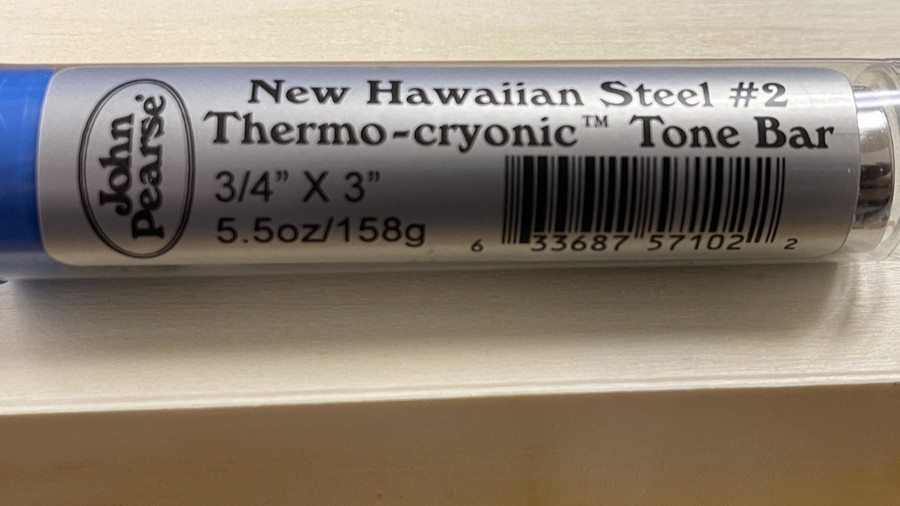 John
Pearse®
New Hawaiian Steel #2
Thermo-cryonic™ Tone Bar
3/4” X 3”
5.5oz/158g
6 33687 57102 2